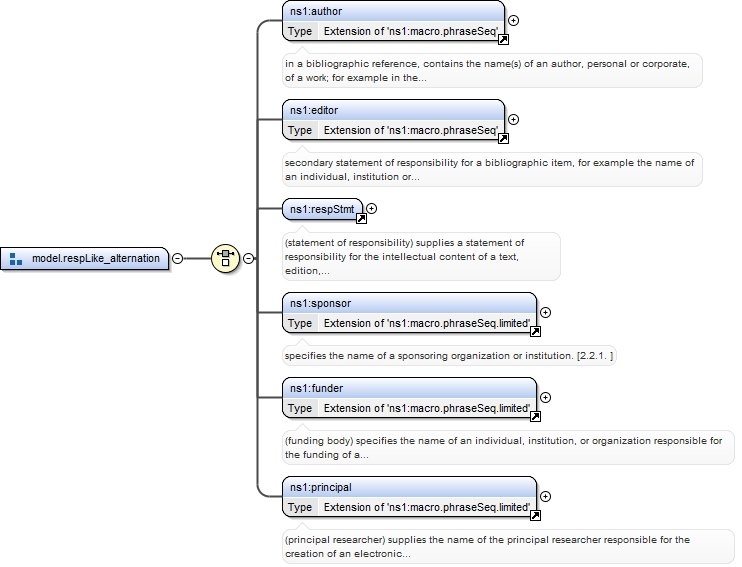 ns1:author
Type Extension of 'ns1:macro.phraseSeq'
in a bibliographic reference, contains the name(s) of an author, personal or corporate,
of a work; for example in the...
ns1:editor
Type Extension of 'ns1:macro.phraseSeq'
secondary statement of responsibility for a bibliographic item, for example the name of
an individual, institution or...
ns1:respStmt
(statement of responsibility) supplies a statement of
responsibility for the intellectual content of a text,
edition,...
model.respLike_alternation
ns1:sponsor
Type Extension of 'ns1:macro.phraseSeq.limited'
specifies the name of a sponsoring organization or institution. [2.2.1. ]
ns1:funder
Type Extension of 'ns1:macro.phraseSeq.limited'
(funding body) specifies the name of an individual, institution, or organization responsible for
the funding of a...
ns1:principal
Type Extension of 'ns1:macro.phraseSeq.limited'
(principal researcher) supplies the name of the principal researcher responsible for the
creation of an electronic...